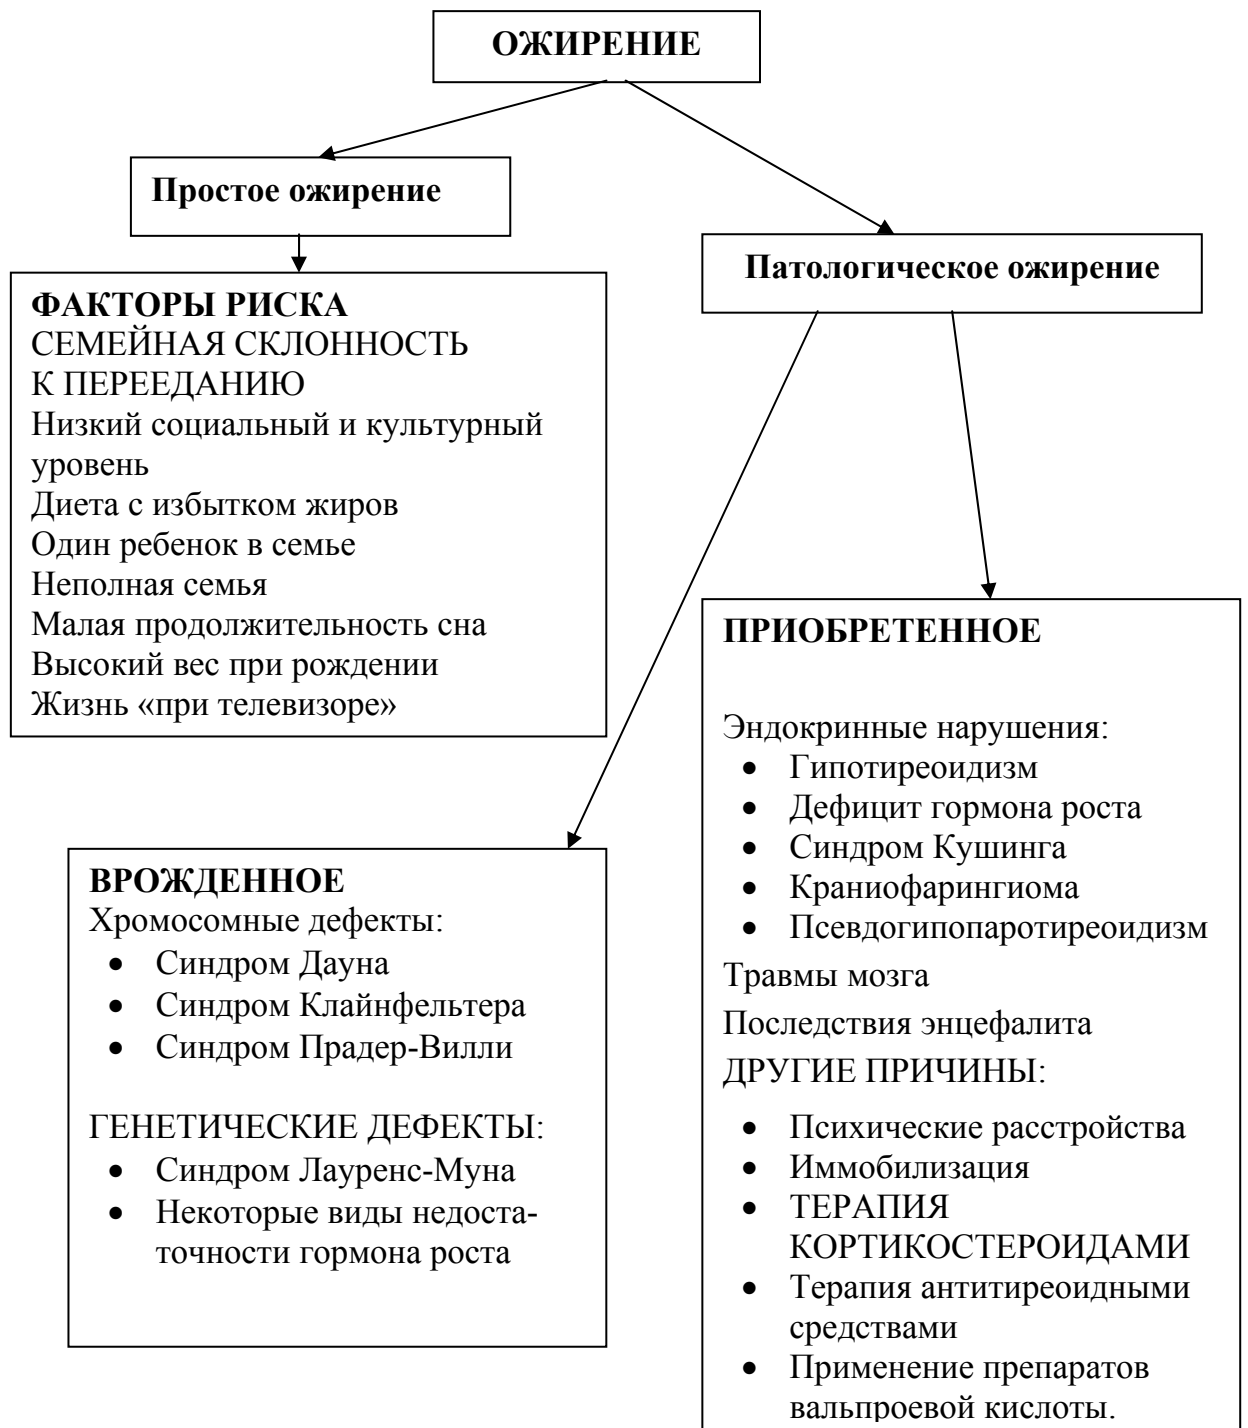 ОЖИРЕНИЕ
Простое ожирение
Патологическое ожирение
ФАКТОРЫ РИСКА
СЕМЕЙНАЯ СКЛОННОСТЬ
К ПЕРЕЕДАНИЮ
Низкий социальный и культурный
уровень
Диета с избытком жиров
Один ребенок в семье
Неполная семья
Малая продолжительность сна
Высокий вес при рождении
Жизнь «при телевизоре»
ВРОЖДЕННОЕ
Хромосомные дефекты:
• Синдром Дауна
• Синдром Клайнфельтера
• Синдром Прадер-Вилли
ГЕНЕТИЧЕСКИЕ ДЕФЕКТЫ:
• Синдром Лауренс-Муна
• Некоторые виды недоста-
точности гормона роста
ПРИОБРЕТЕННОЕ
Эндокринные нарушения:
• Гипотиреоидизм
• Дефицит гормона роста
• Синдром Кушинга
• Краниофарингиома
• Псевдогипопаротиреоидизм
Травмы мозга
Последствия энцефалита
ДРУГИЕ ПРИЧИНЫ:
• Психические расстройства
• Иммобилизация
• ТЕРАПИЯ
КОРТИКОСТЕРОИДАМИ
• Терапия антитиреоидными
средствами
• Применение препаратов
вальпроевой кислоты.